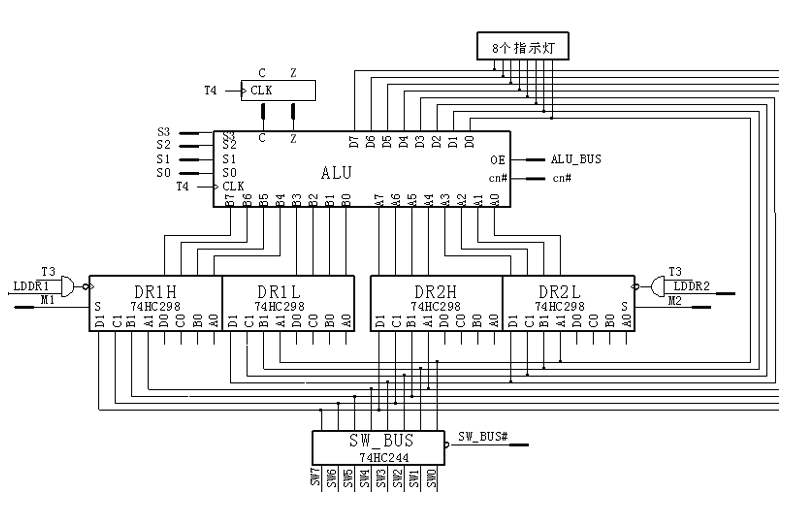 8个指示灯
C Z
T4 CLK
D7 D6 D5 D4 D3 D2 D1 D0
S3 S3 C Z
S2 S2
S1 S1 ALU OE ALU_BUS
S0 S0 cn# cn#
T4 CLK
B7 B6 B5 B4 B3 B2 B1 B0 A7 A6 A5 A4 A3 A2 A1 A0
T3 T3
LDDR1 DR1H DR1L DR2H DR2L LDDR2
M1 S 74HC298 74HC298 74HC298 74HC298 S M2
D1 C1 B1 A1 D0 C0 B0 A0 D1 C1 B1 A1 D0 C0 B0 A0 D1 C1 B1 A1 D0 C0 B0 A0 D1 C1 B1 A1 D0 C0 B0 A0
SW_BUS SW_BUS#
74HC244
SW7 SW6 SW5 SW4 SW3 SW2 SW1 SW0